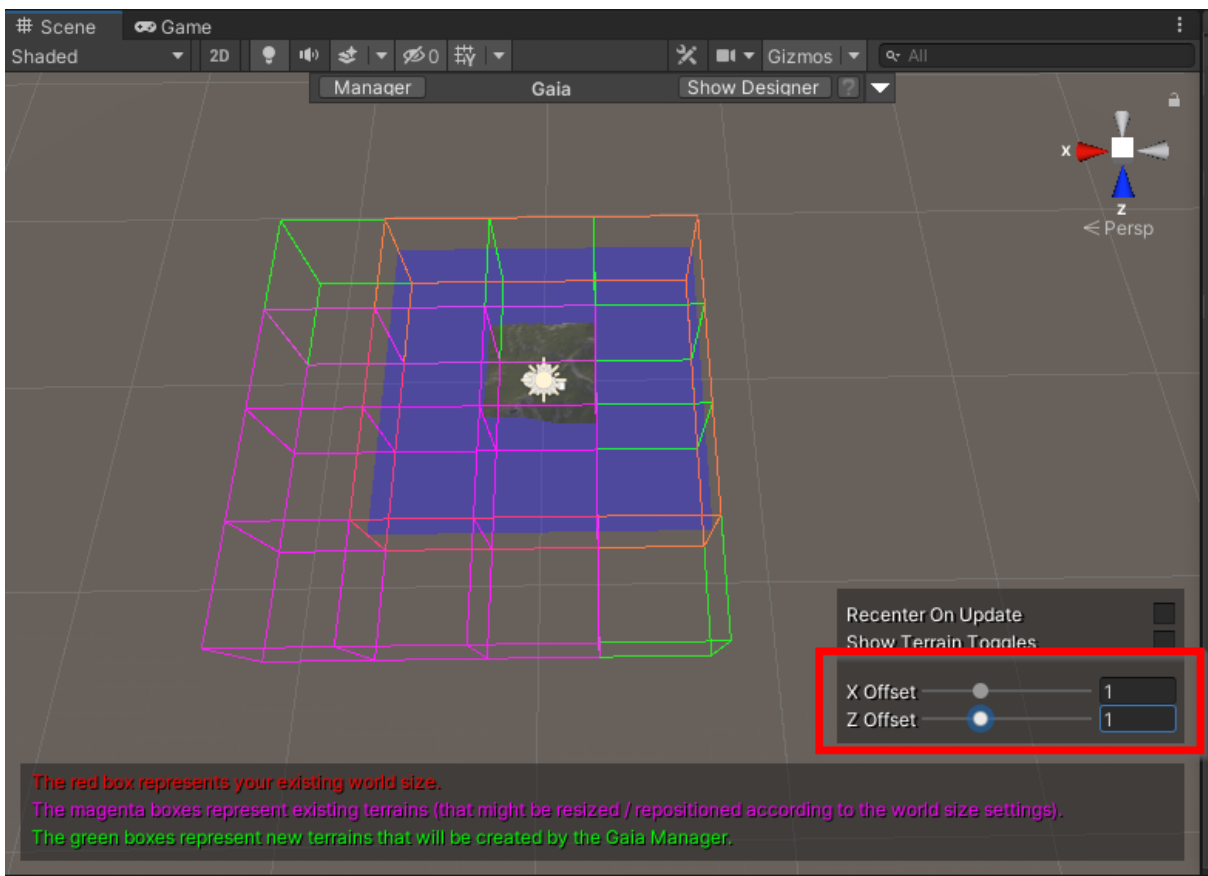 # Scene Game
Shaded 2D 0 Gizmos All
Manager Gaia Show Designer ?
x
z
< Persp
Recenter On Update
Show Terrain Toggles
X Offset 1
Z Offset 1
The red box represents your existing world size.
The magenta boxes represent existing terrains (that might be resized / repositioned according to the world size settings).
The green boxes represent new terrains that will be created by the Gaia Manager.